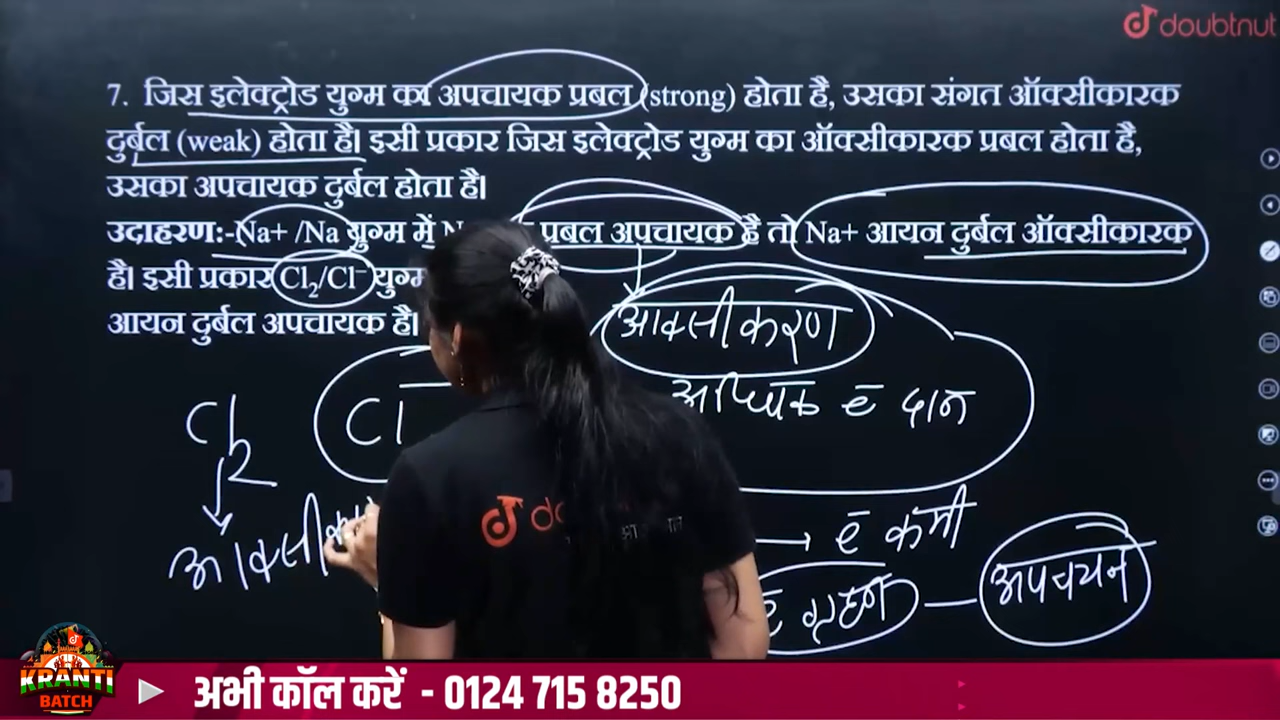 doubtnut
7. जिस इलेक्ट्रोड युग्म का अपचायक प्रबल (strong) होता है, उसका संगत ऑक्सीकारक
दुर्बल (weak) होता है। इसी प्रकार जिस इलेक्ट्रोड युग्म का ऑक्सीकारक प्रबल होता है,
उसका अपचायक दुर्बल होता है।
उदाहरण:-Na+ /Na युग्म में प्रबल अपचायक है तो Na+ आयन दुर्बल ऑक्सीकारक
है। इसी प्रकार Cl₂/Cl⁻ युग्म
आयन दुर्बल अपचायक है।
आक्सीकरण
Cl₂
Cl
अधिक e⁻ दान
→ e⁻ कमी
ग्रहण — अपचयन
KRANTI
BATCH
अभी कॉल करें - 0124 715 8250